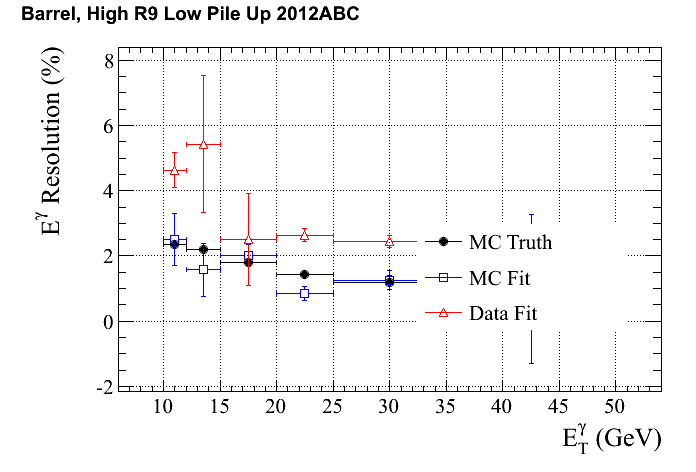 Barrel, High R9 Low Pile Up 2012ABC
E^γ Resolution (%)
8
6
4
2
0
-2
MC Truth
MC Fit
Data Fit
10 15 20 25 30 35 40 45 50
E_T^γ (GeV)